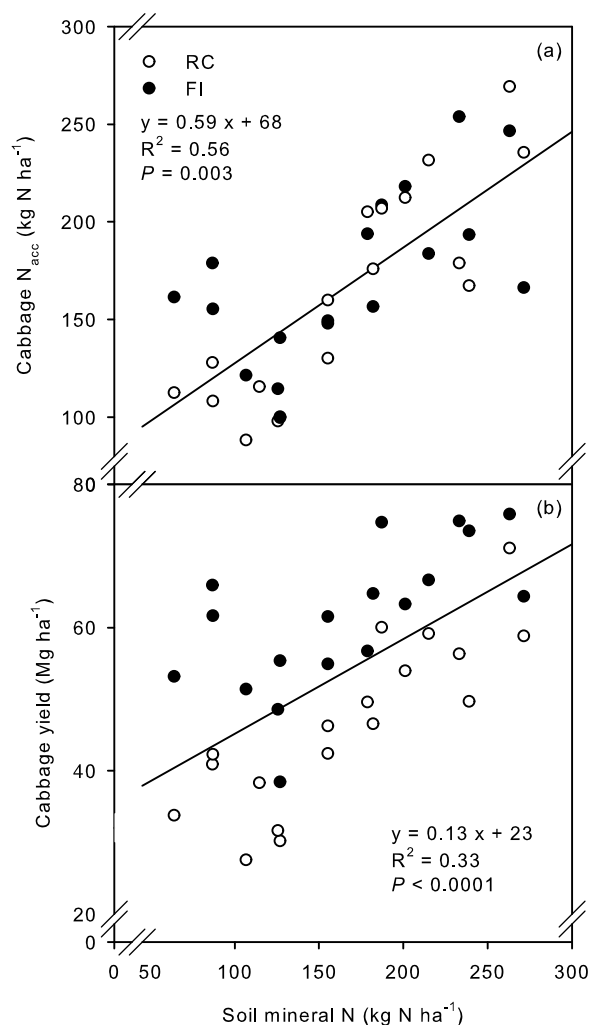 300
250
200
150
100
Cabbage Nacc (kg N ha⁻¹)
(a)
RC
FI
y = 0.59 x + 68
R² = 0.56
P = 0.003
80
60
40
20
0
Cabbage yield (Mg ha⁻¹)
(b)
y = 0.13 x + 23
R² = 0.33
P < 0.0001
0 50 100 150 200 250 300
Soil mineral N (kg N ha⁻¹)